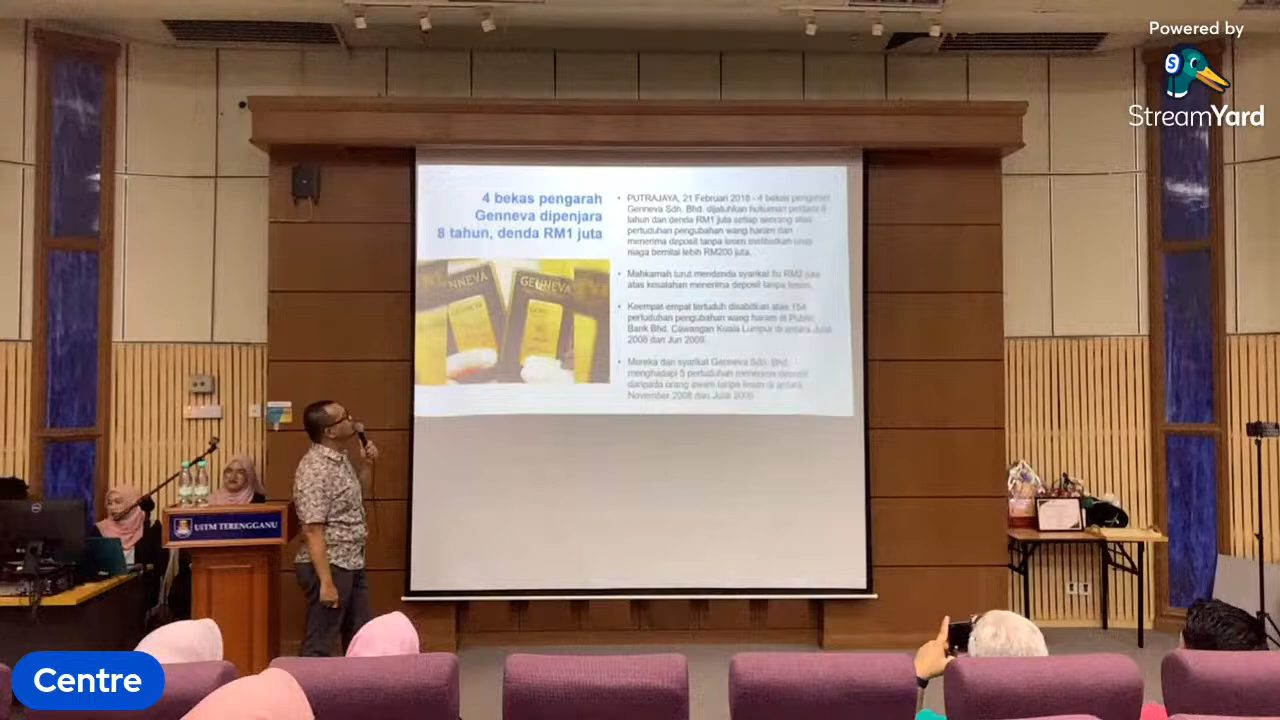 Powered by
StreamYard
4 bekas pengarah
Genneva dipenjara
8 tahun, denda RM1 juta
• PUTRAJAYA, 21 Februari 2018 - 4 bekas pengarah
Genneva Sdn. Bhd. dijatuhkan hukuman penjara 8
tahun dan denda RM1 juta setiap seorang atas
pertuduhan pengubahan wang haram dan
menerima deposit tanpa lesen melibatkan urus
niaga bernilai lebih RM200 juta.
• Mahkamah turut mendenda syarikat itu RM2 juta
atas kesalahan menerima deposit tanpa lesen.
• Keempat-empat tertuduh disabitkan atas 154
pertuduhan pengubahan wang haram di Public
Bank Bhd. Cawangan Kuala Lumpur di antara Julai
2008 dan Jun 2009.
• Mereka dan syarikat Genneva Sdn. Bhd.
menghadapi 5 pertuduhan menerima deposit
daripada orang awam tanpa lesen di antara
November 2008 dan Julai 2009
GENNEVA
UiTM TERENGGANU
Centre